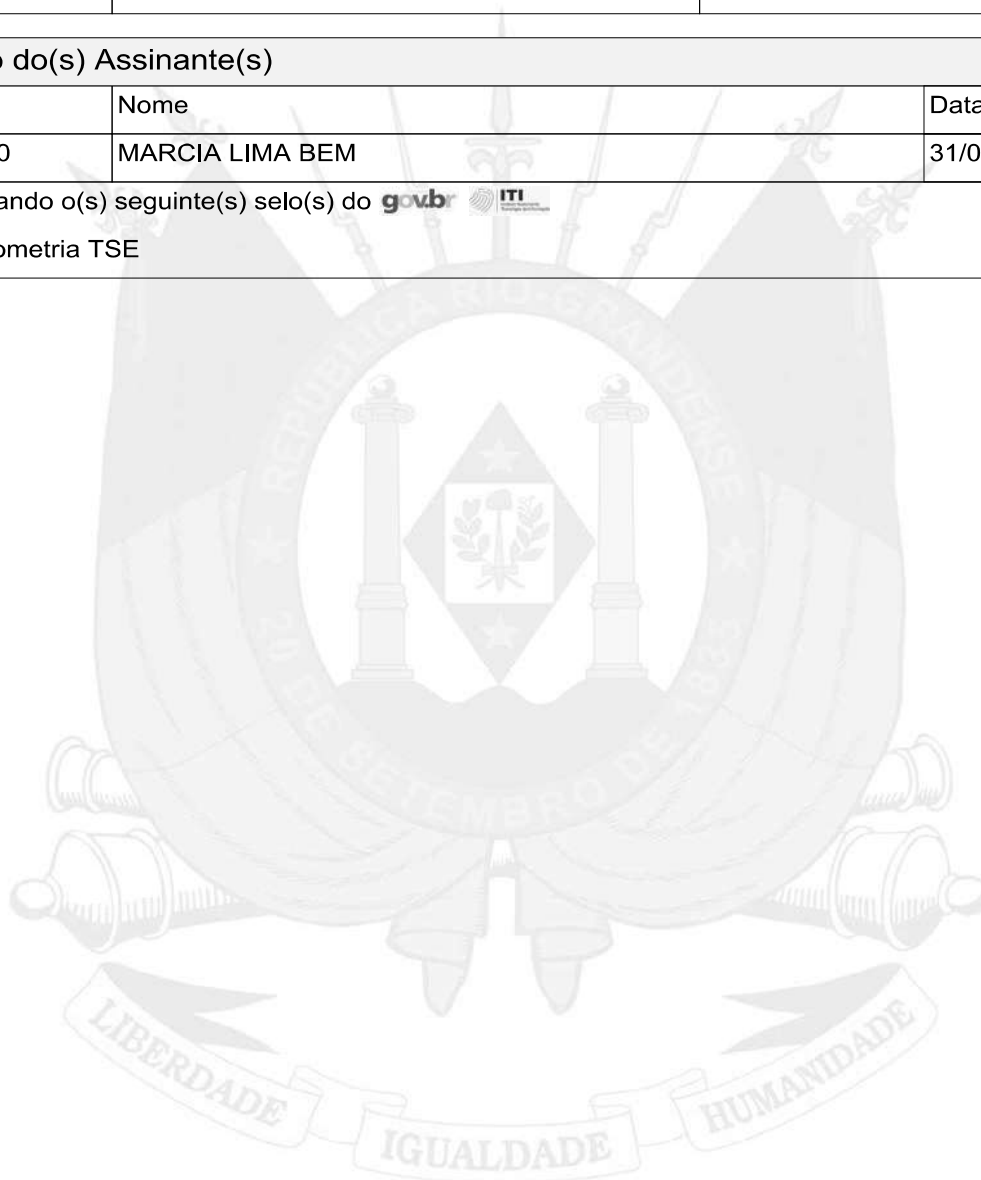 o do(s) Assinante(s)
Nome Data
0 MARCIA LIMA BEM 31/0
ando o(s) seguinte(s) selo(s) do gov.br ITI
ometria TSE
REPÚBLICA RIO-GRANDENSE
20 DE SETEMBRO DE 1835
LIBERDADE
IGUALDADE
HUMANIDADE